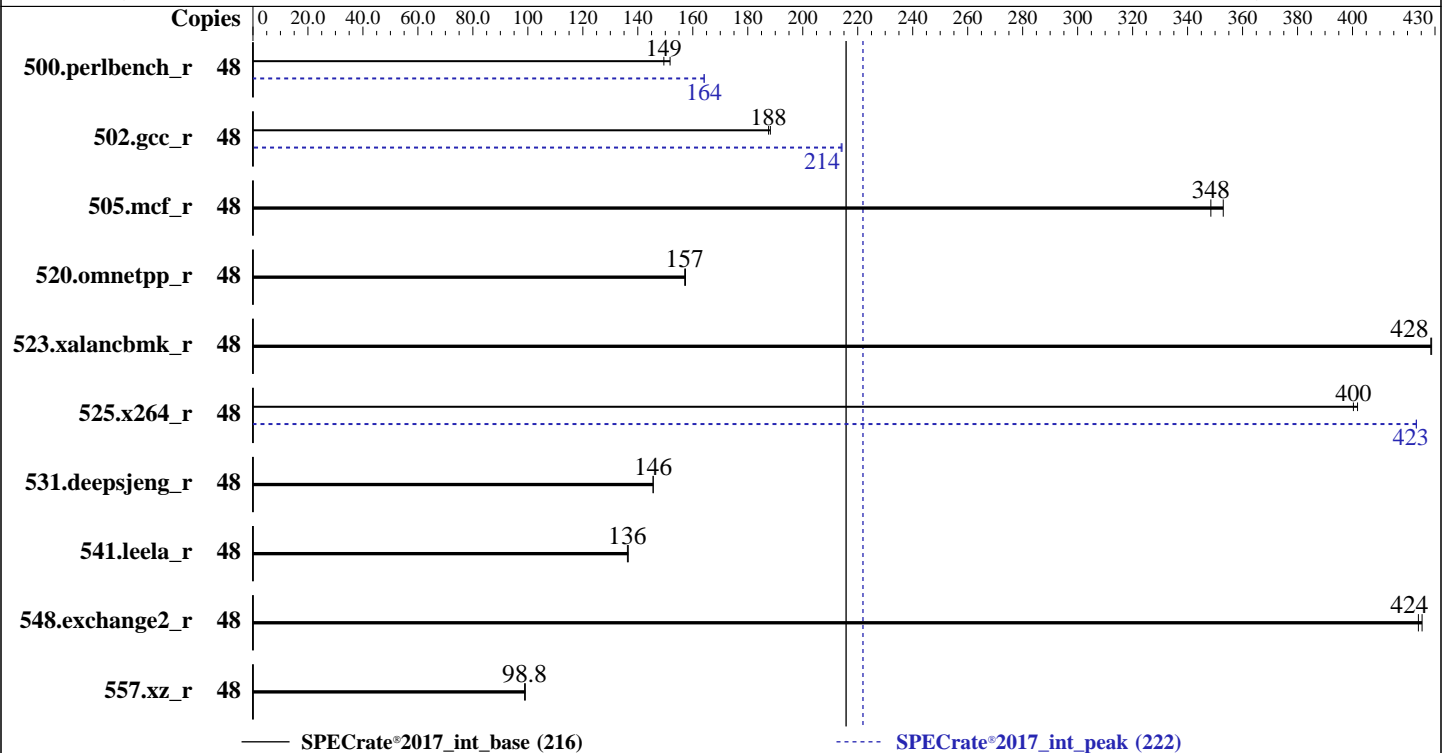 Copies 0 20.0 40.0 60.0 80.0 100 120 140 160 180 200 220 240 260 280 300 320 340 360 380 400 430
500.perlbench_r 48 149
164
502.gcc_r 48 188
214
505.mcf_r 48 348
520.omnetpp_r 48 157
523.xalancbmk_r 48 428
525.x264_r 48 400
423
531.deepsjeng_r 48 146
541.leela_r 48 136
548.exchange2_r 48 424
557.xz_r 48 98.8
SPECrate®2017_int_base (216) SPECrate®2017_int_peak (222)